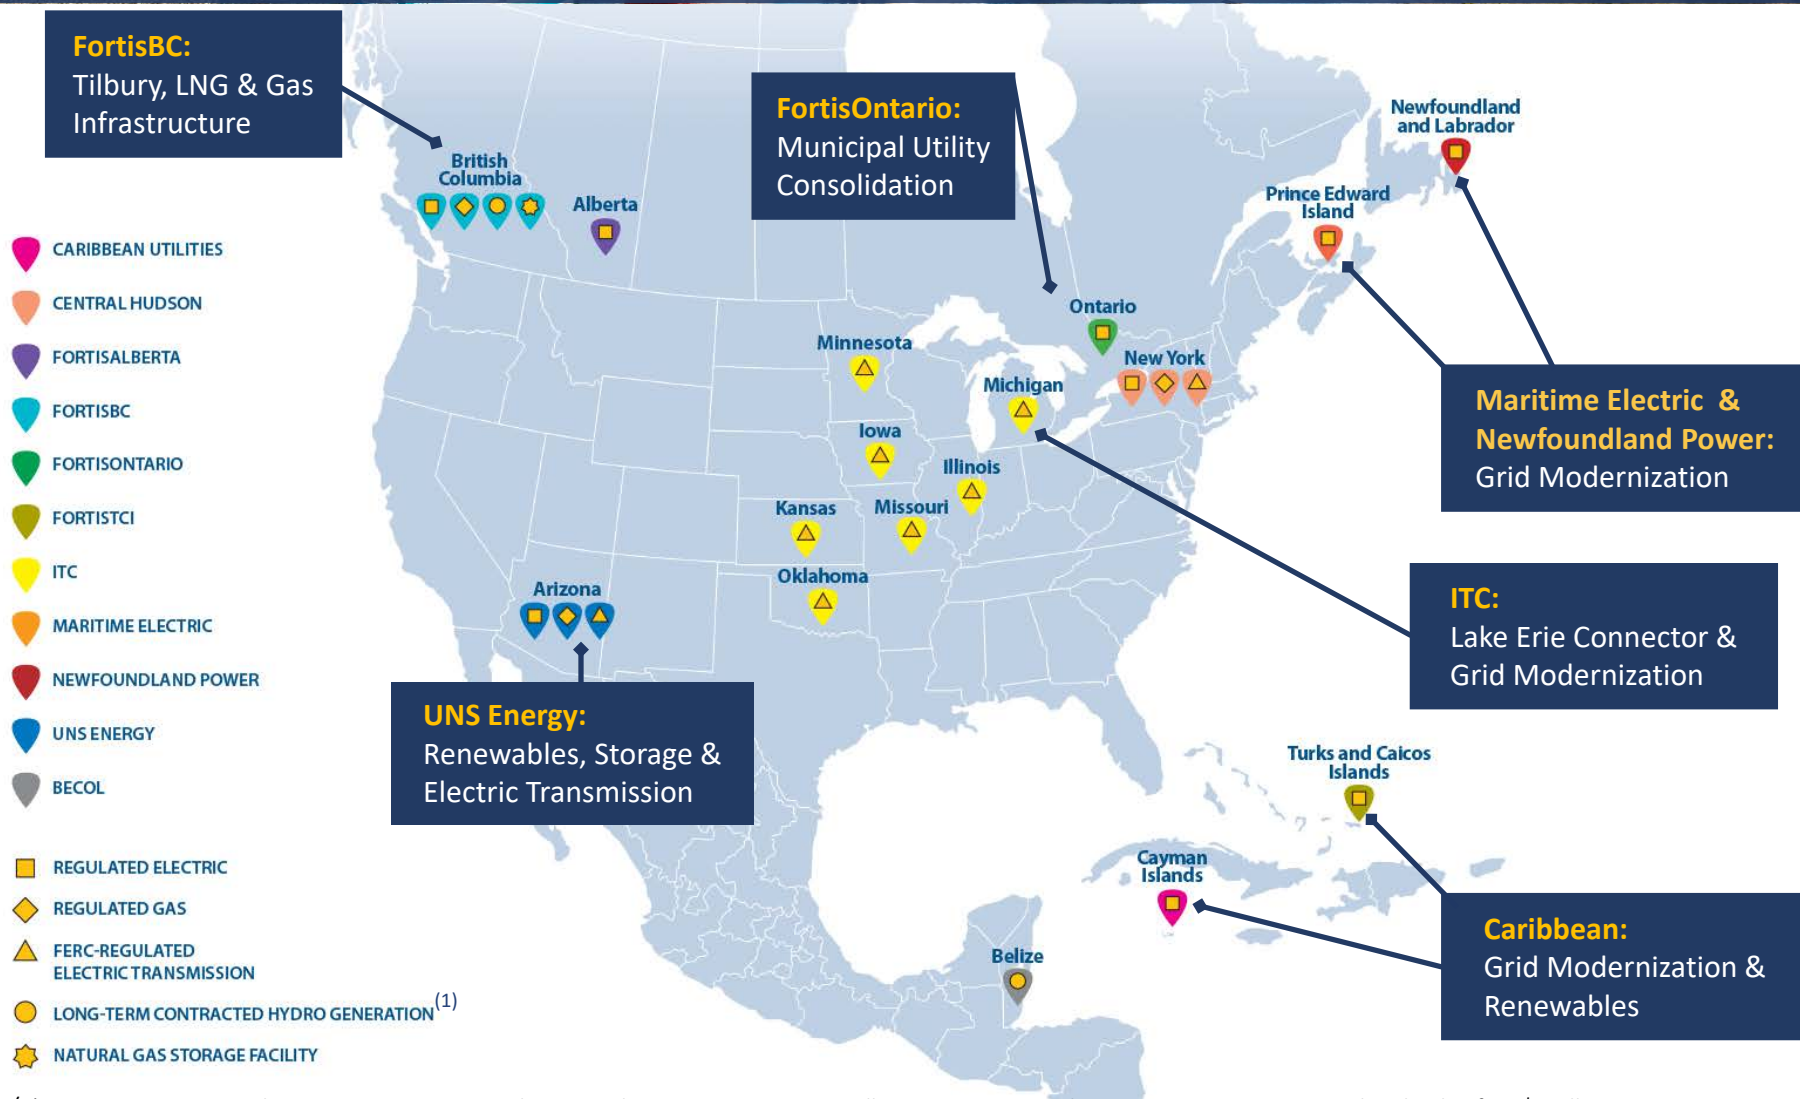 FortisBC:
Tilbury, LNG & Gas
Infrastructure
FortisOntario:
Municipal Utility
Consolidation
Newfoundland
and Labrador
British
Columbia
Alberta
Prince Edward
Island
CARIBBEAN UTILITIES
CENTRAL HUDSON
FORTISALBERTA
FORTISBC
FORTISONTARIO
FORTISTCI
ITC
MARITIME ELECTRIC
NEWFOUNDLAND POWER
UNS ENERGY
BECOL
Ontario
Minnesota
New York
Michigan
Iowa
Illinois
Kansas
Missouri
Oklahoma
Arizona
Maritime Electric &
Newfoundland Power:
Grid Modernization
ITC:
Lake Erie Connector &
Grid Modernization
UNS Energy:
Renewables, Storage &
Electric Transmission
Turks and Caicos
Islands
Cayman
Islands
Belize
Caribbean:
Grid Modernization &
Renewables
REGULATED ELECTRIC
REGULATED GAS
FERC-REGULATED
ELECTRIC TRANSMISSION
LONG-TERM CONTRACTED HYDRO GENERATION(1)
NATURAL GAS STORAGE FACILITY